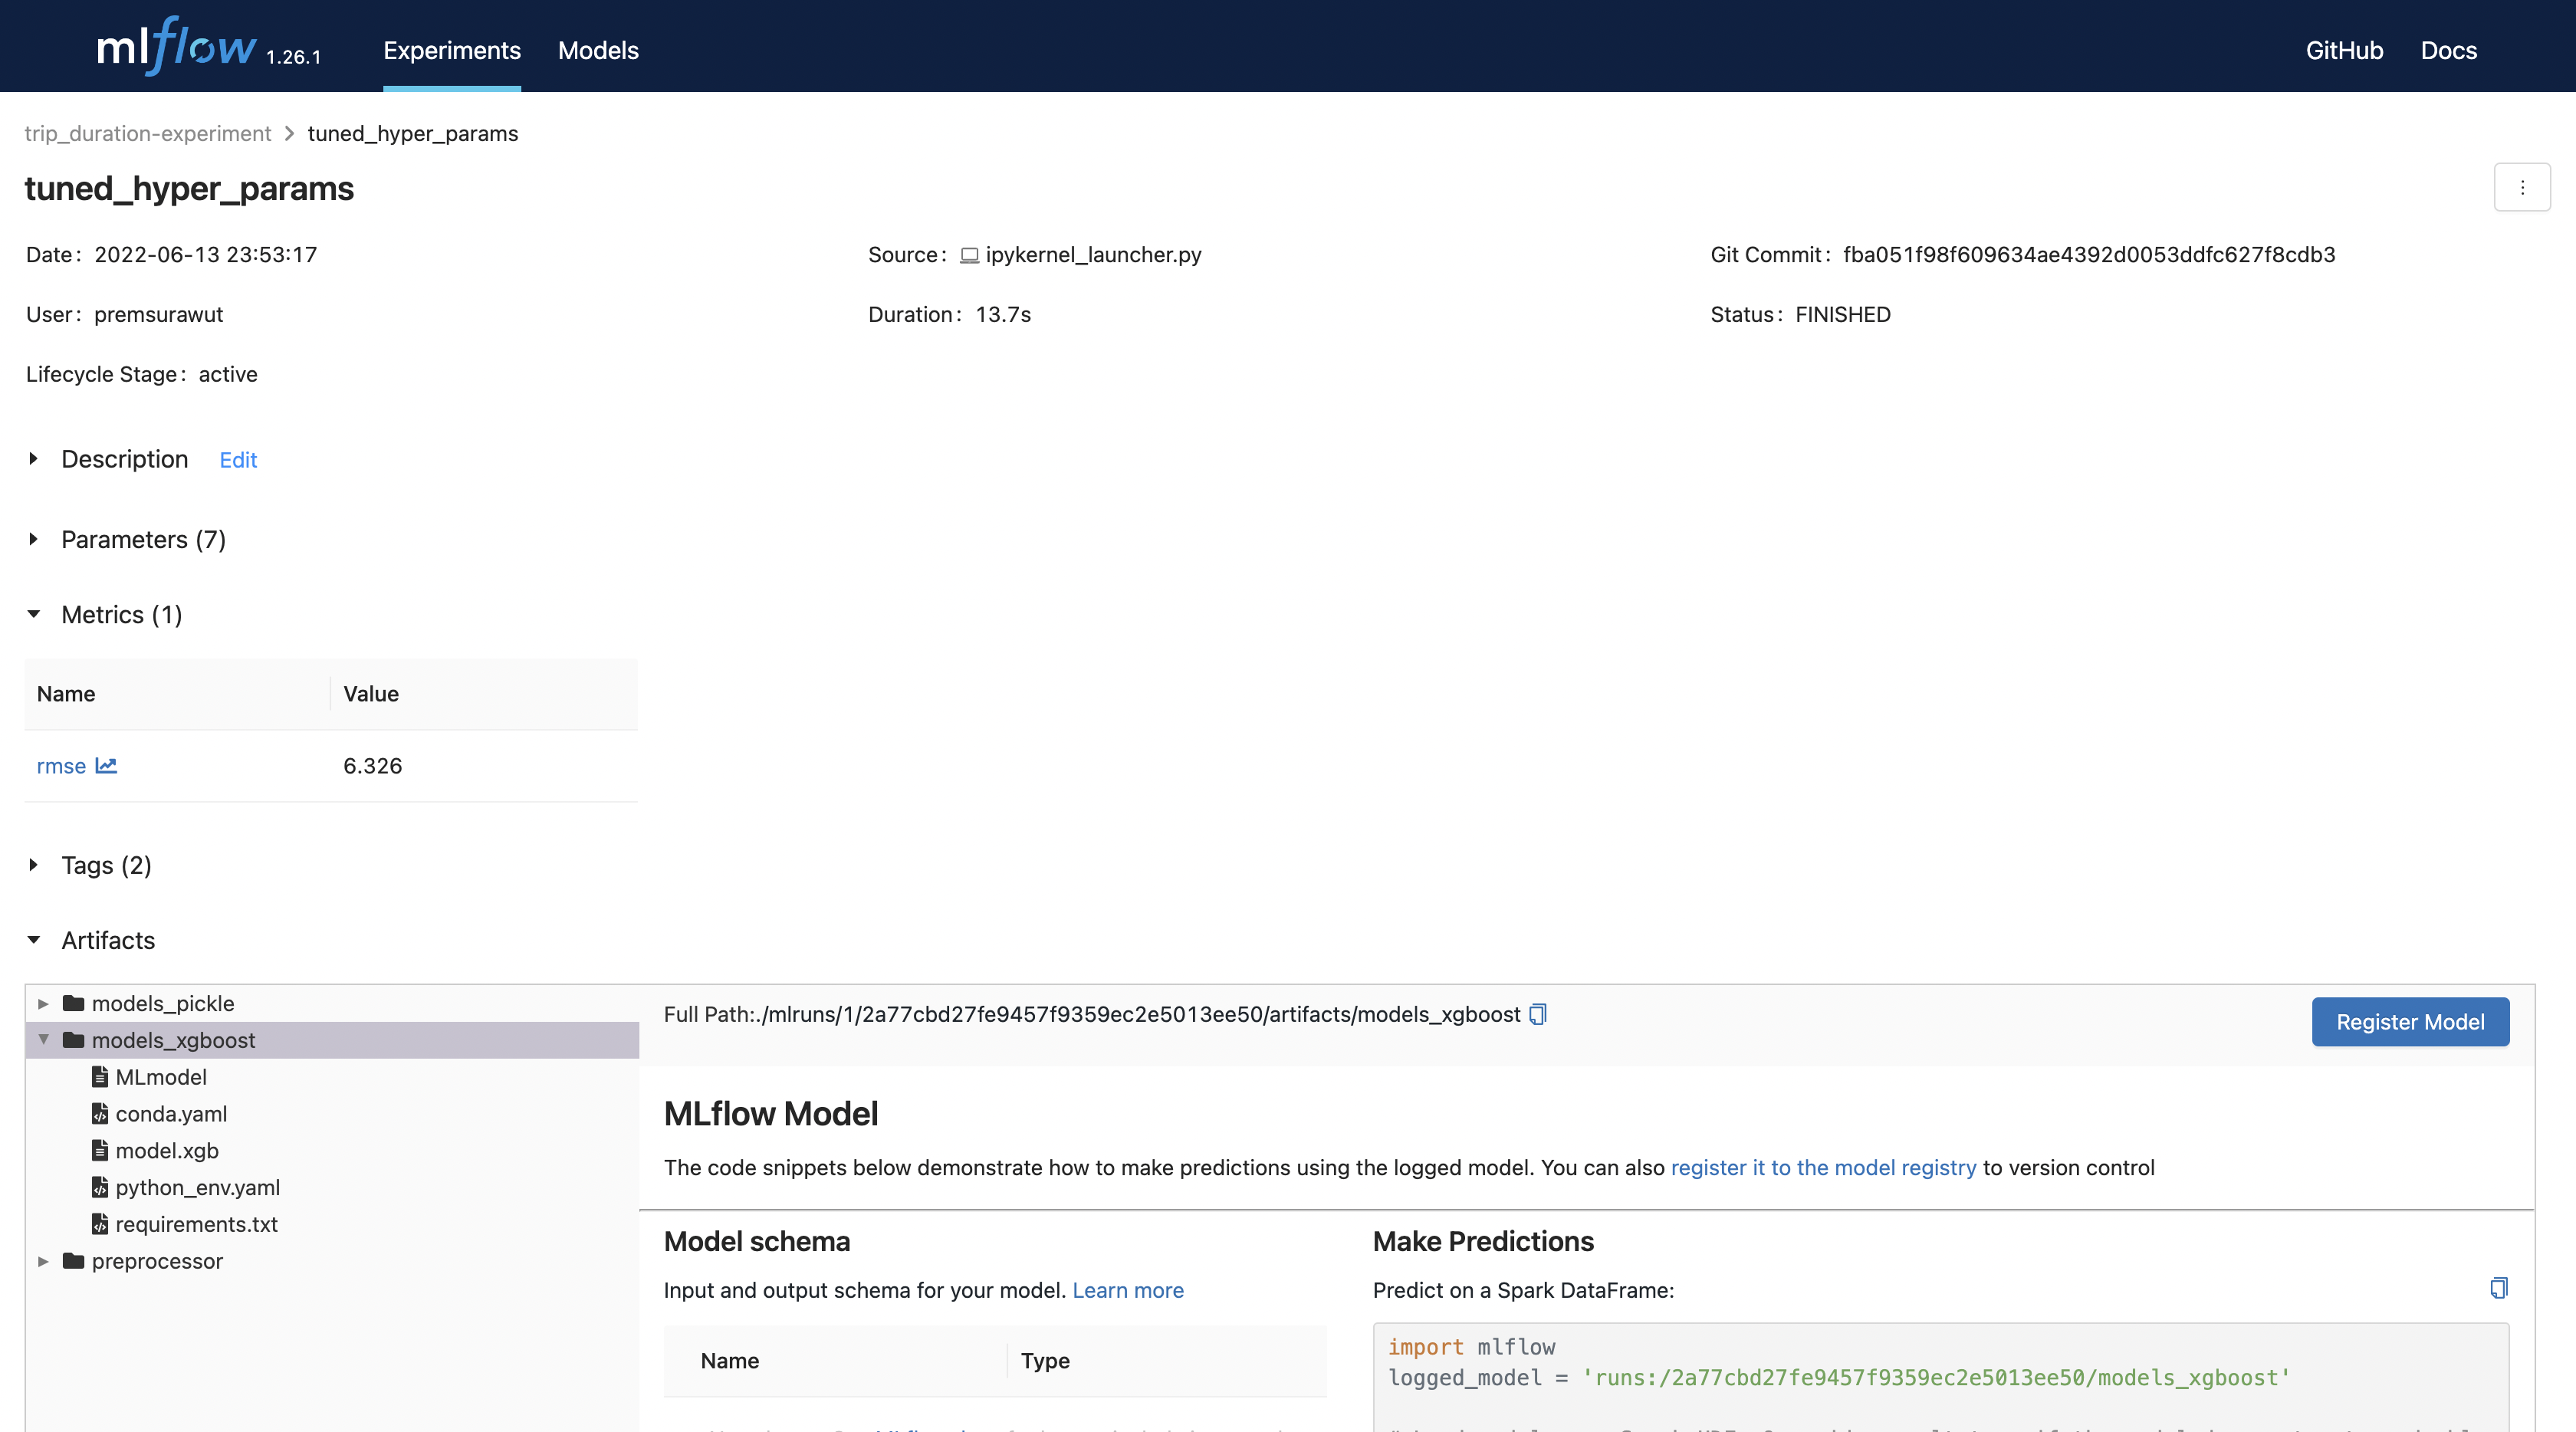 mlflow 1.26.1 Experiments Models GitHub Docs
trip_duration-experiment > tuned_hyper_params
tuned_hyper_params
Date: 2022-06-13 23:53:17 Source: ipykernel_launcher.py Git Commit: fba051f98f609634ae4392d0053ddfc627f8cdb3
User: premsurawut Duration: 13.7s Status: FINISHED
Lifecycle Stage: active
Description Edit
Parameters (7)
Metrics (1)
Name Value
rmse 6.326
Tags (2)
Artifacts
models_pickle
models_xgboost
MLmodel
conda.yaml
model.xgb
python_env.yaml
requirements.txt
preprocessor
Full Path:./mlruns/1/2a77cbd27fe9457f9359ec2e5013ee50/artifacts/models_xgboost
Register Model
MLflow Model
The code snippets below demonstrate how to make predictions using the logged model. You can also register it to the model registry to version control
Model schema
Input and output schema for your model. Learn more
Name Type
Make Predictions
Predict on a Spark DataFrame:
import mlflow
logged_model = 'runs:/2a77cbd27fe9457f9359ec2e5013ee50/models_xgboost'